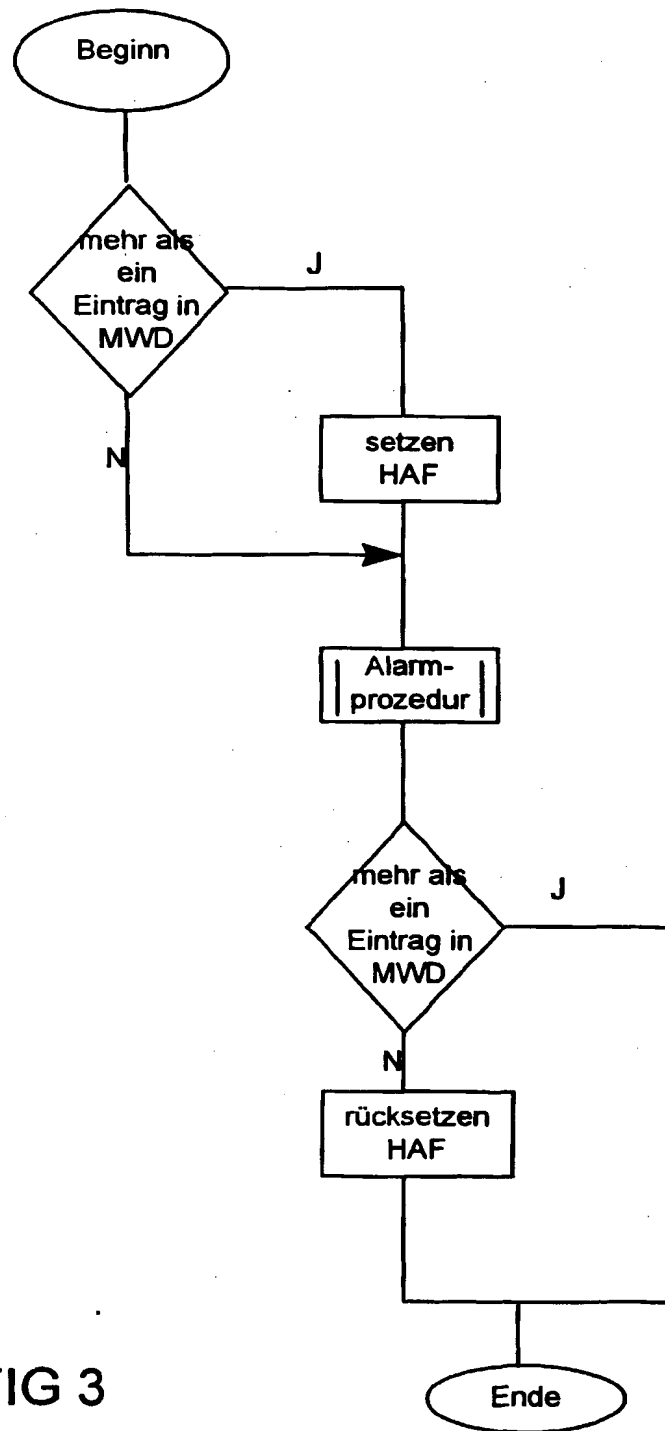 Beginn
mehr als
ein
Eintrag in
MWD
J
N
setzen
HAF
Alarm-
prozedur
mehr als
ein
Eintrag in
MWD
J
N
rücksetzen
HAF
Ende
IG 3